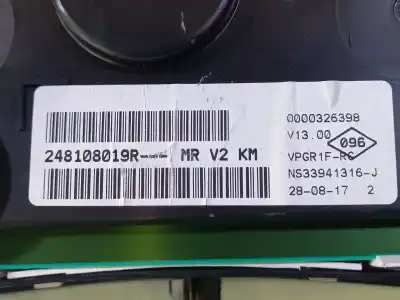 0000326398
V13.00
096
248108019R--- MR V2 KM
VPGR1F-RC
NS33941316-J
28-08-17 2